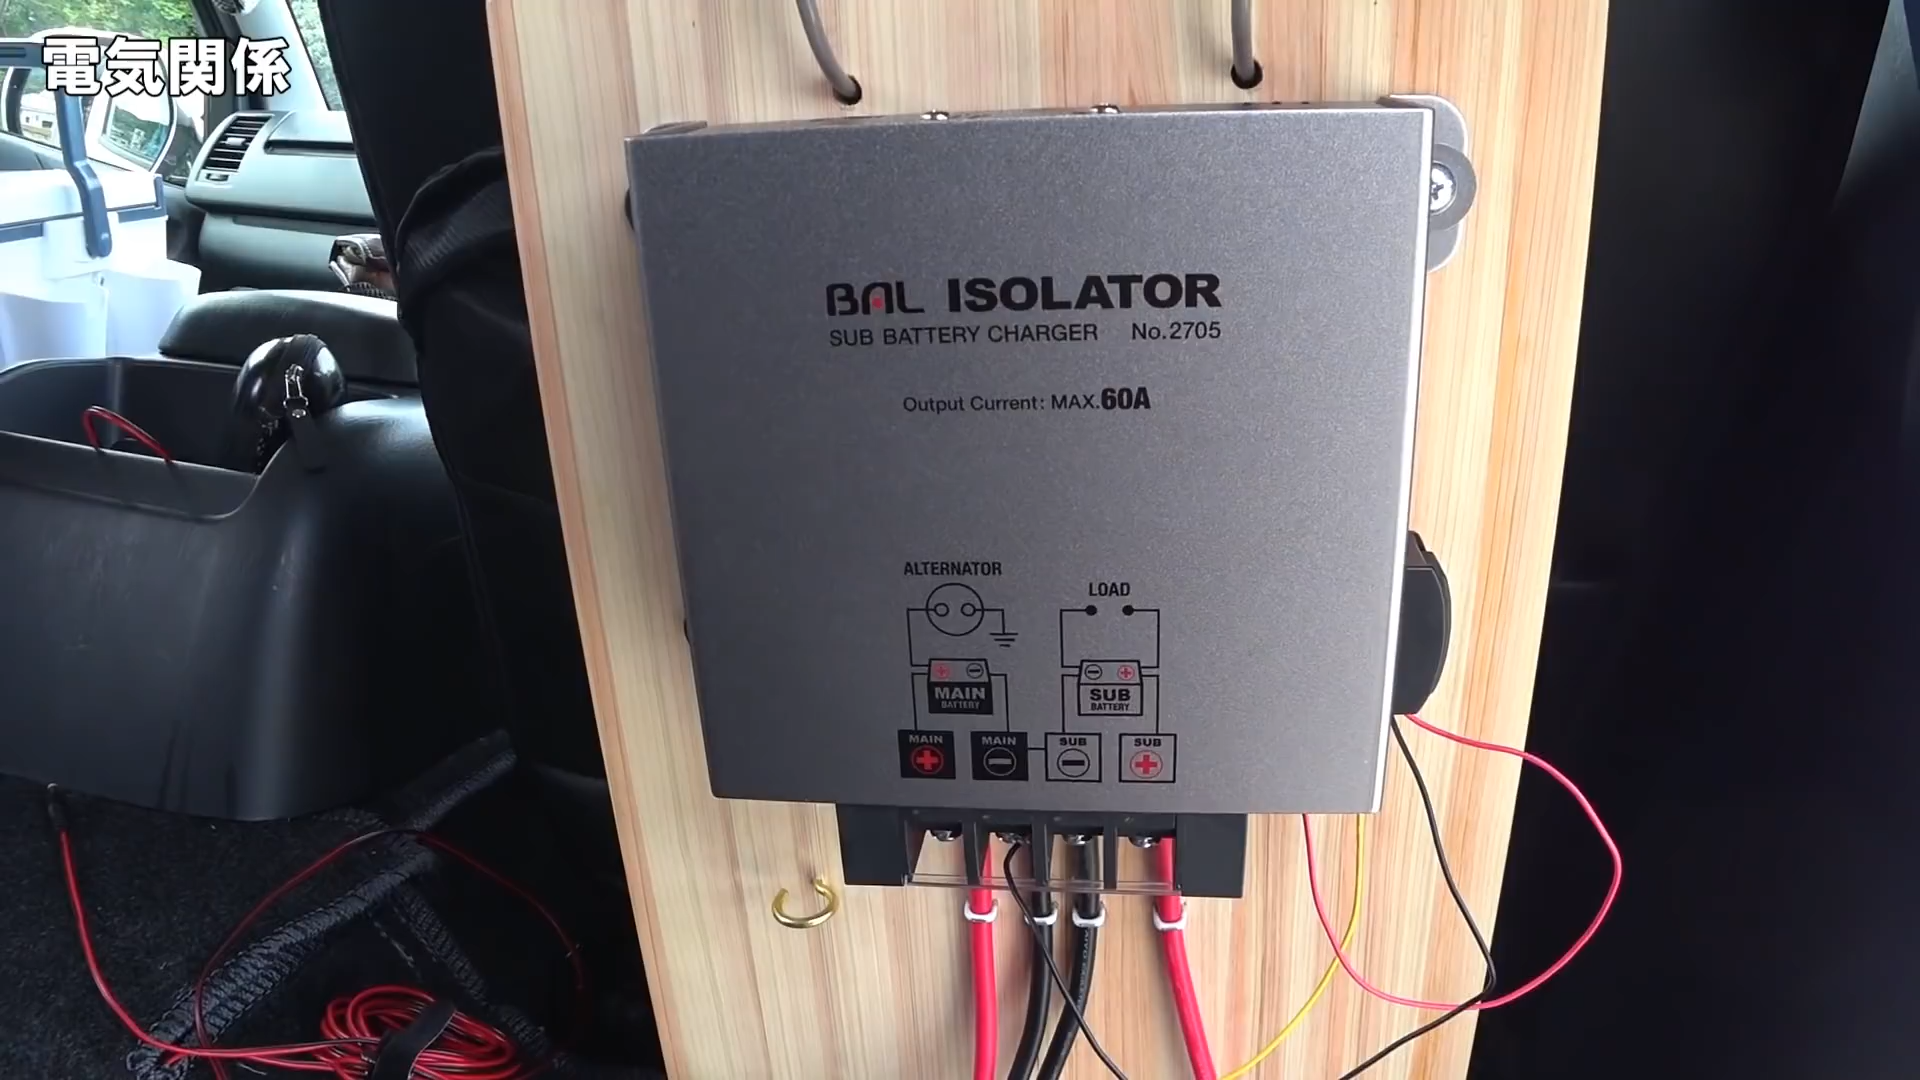 電気関係
BAL ISOLATOR
SUB BATTERY CHARGER No.2705
Output Current: MAX.60A
ALTERNATOR
LOAD
MAIN
BATTERY
SUB
BATTERY
MAIN
MAIN
SUB
SUB